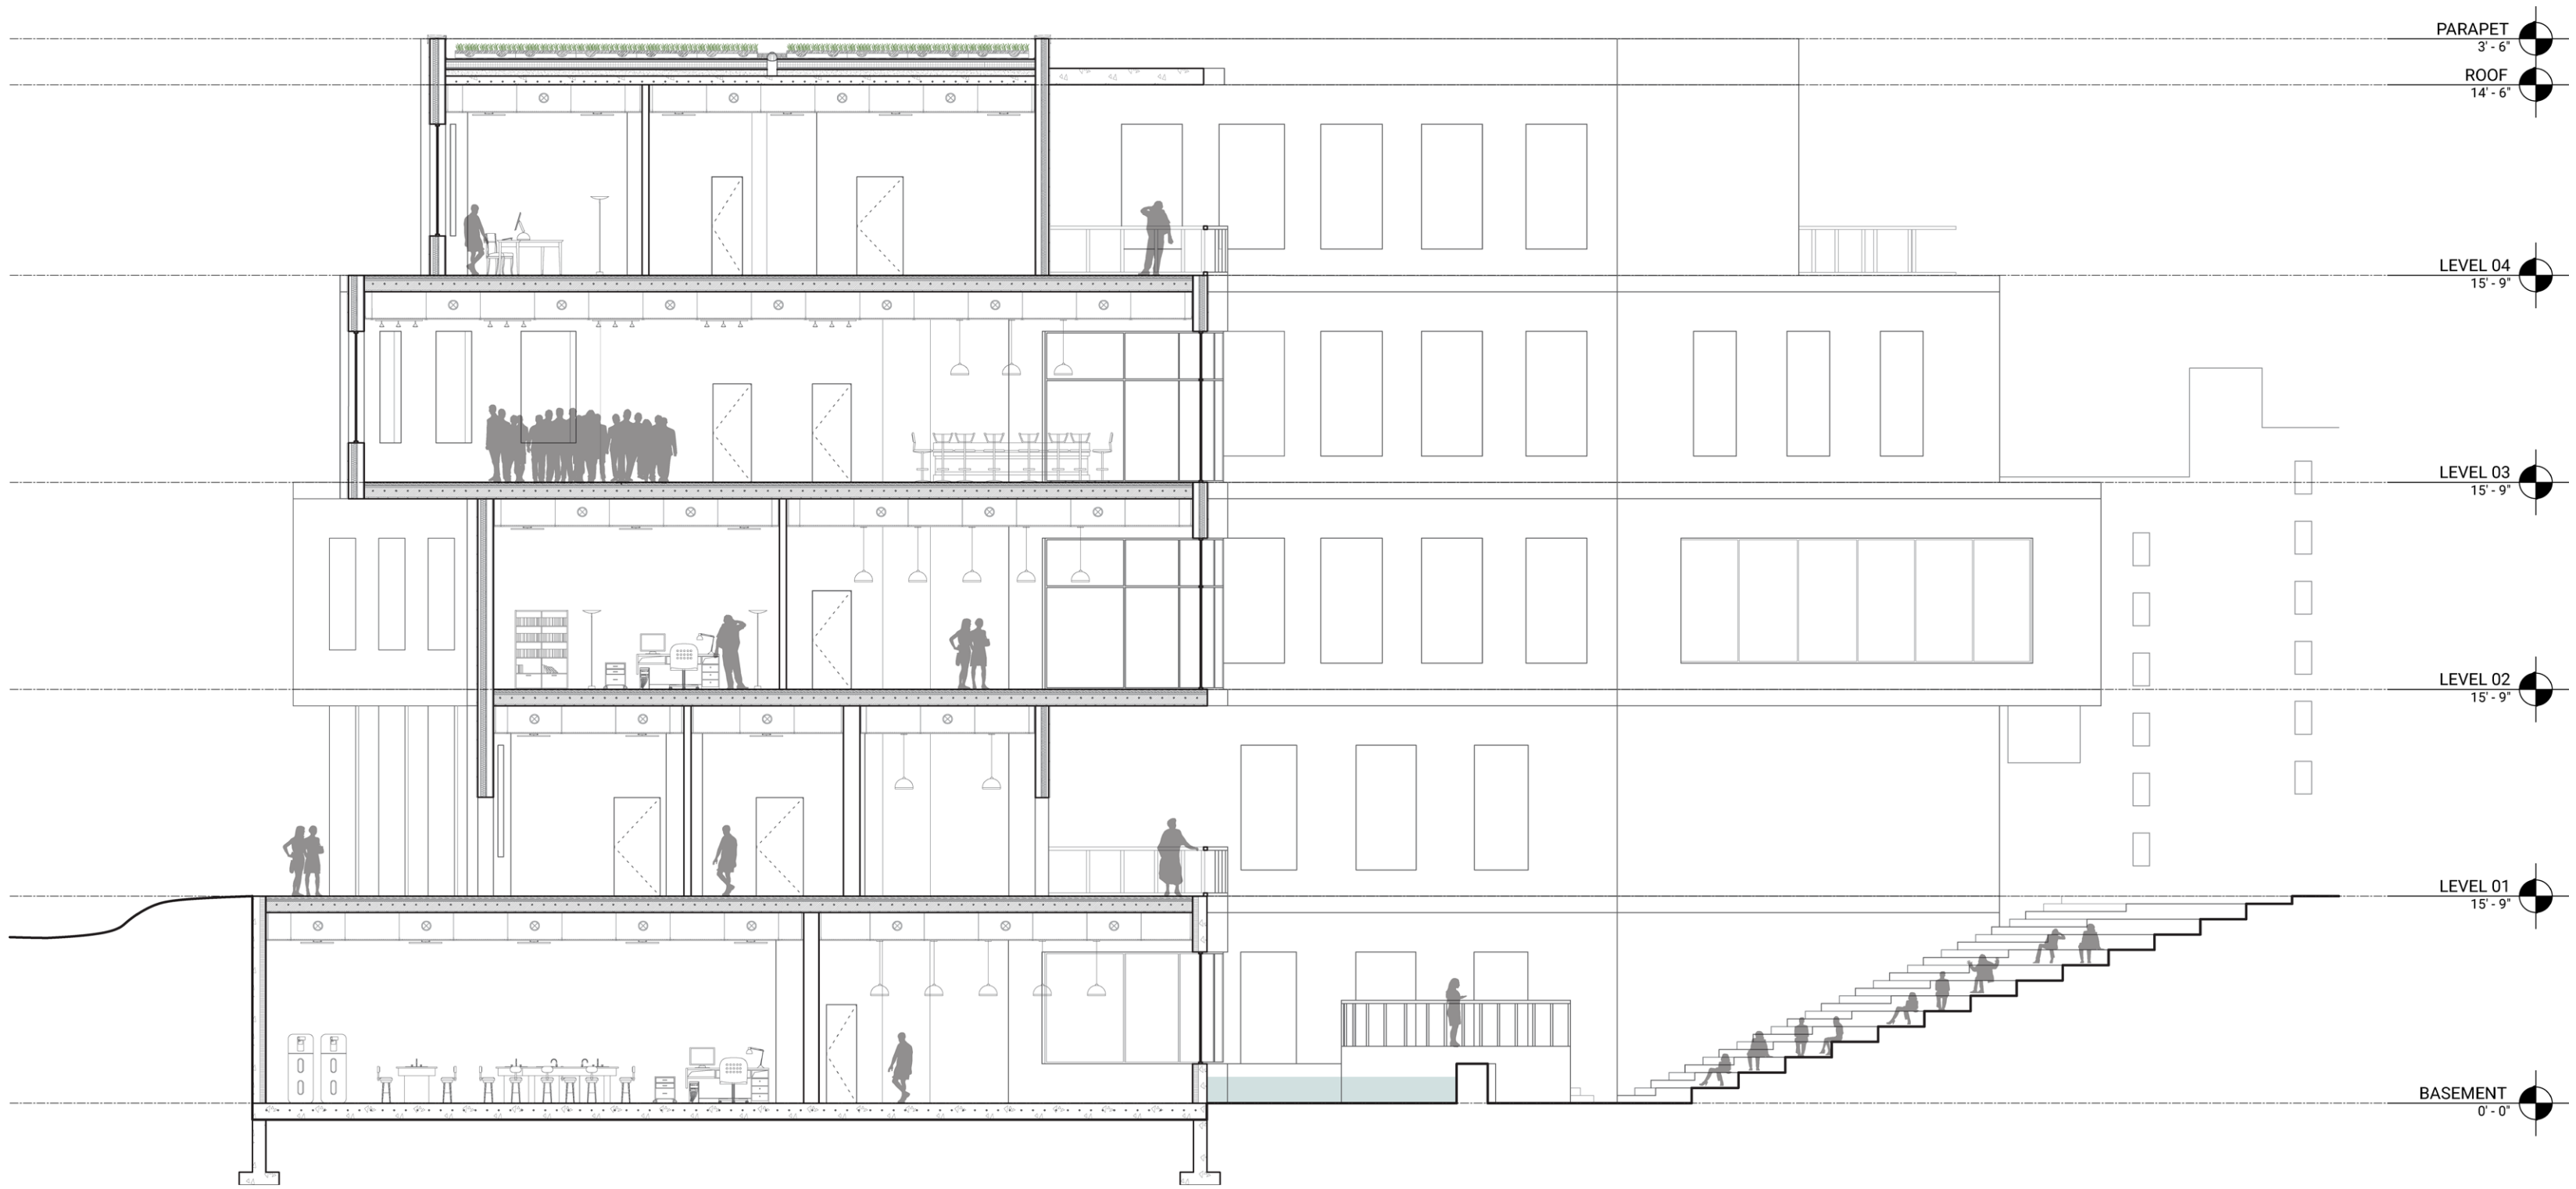 PARAPET
3' - 6"
ROOF
14' - 6"
LEVEL 04
15' - 9"
LEVEL 03
15' - 9"
LEVEL 02
15' - 9"
LEVEL 01
15' - 9"
BASEMENT
0' - 0"